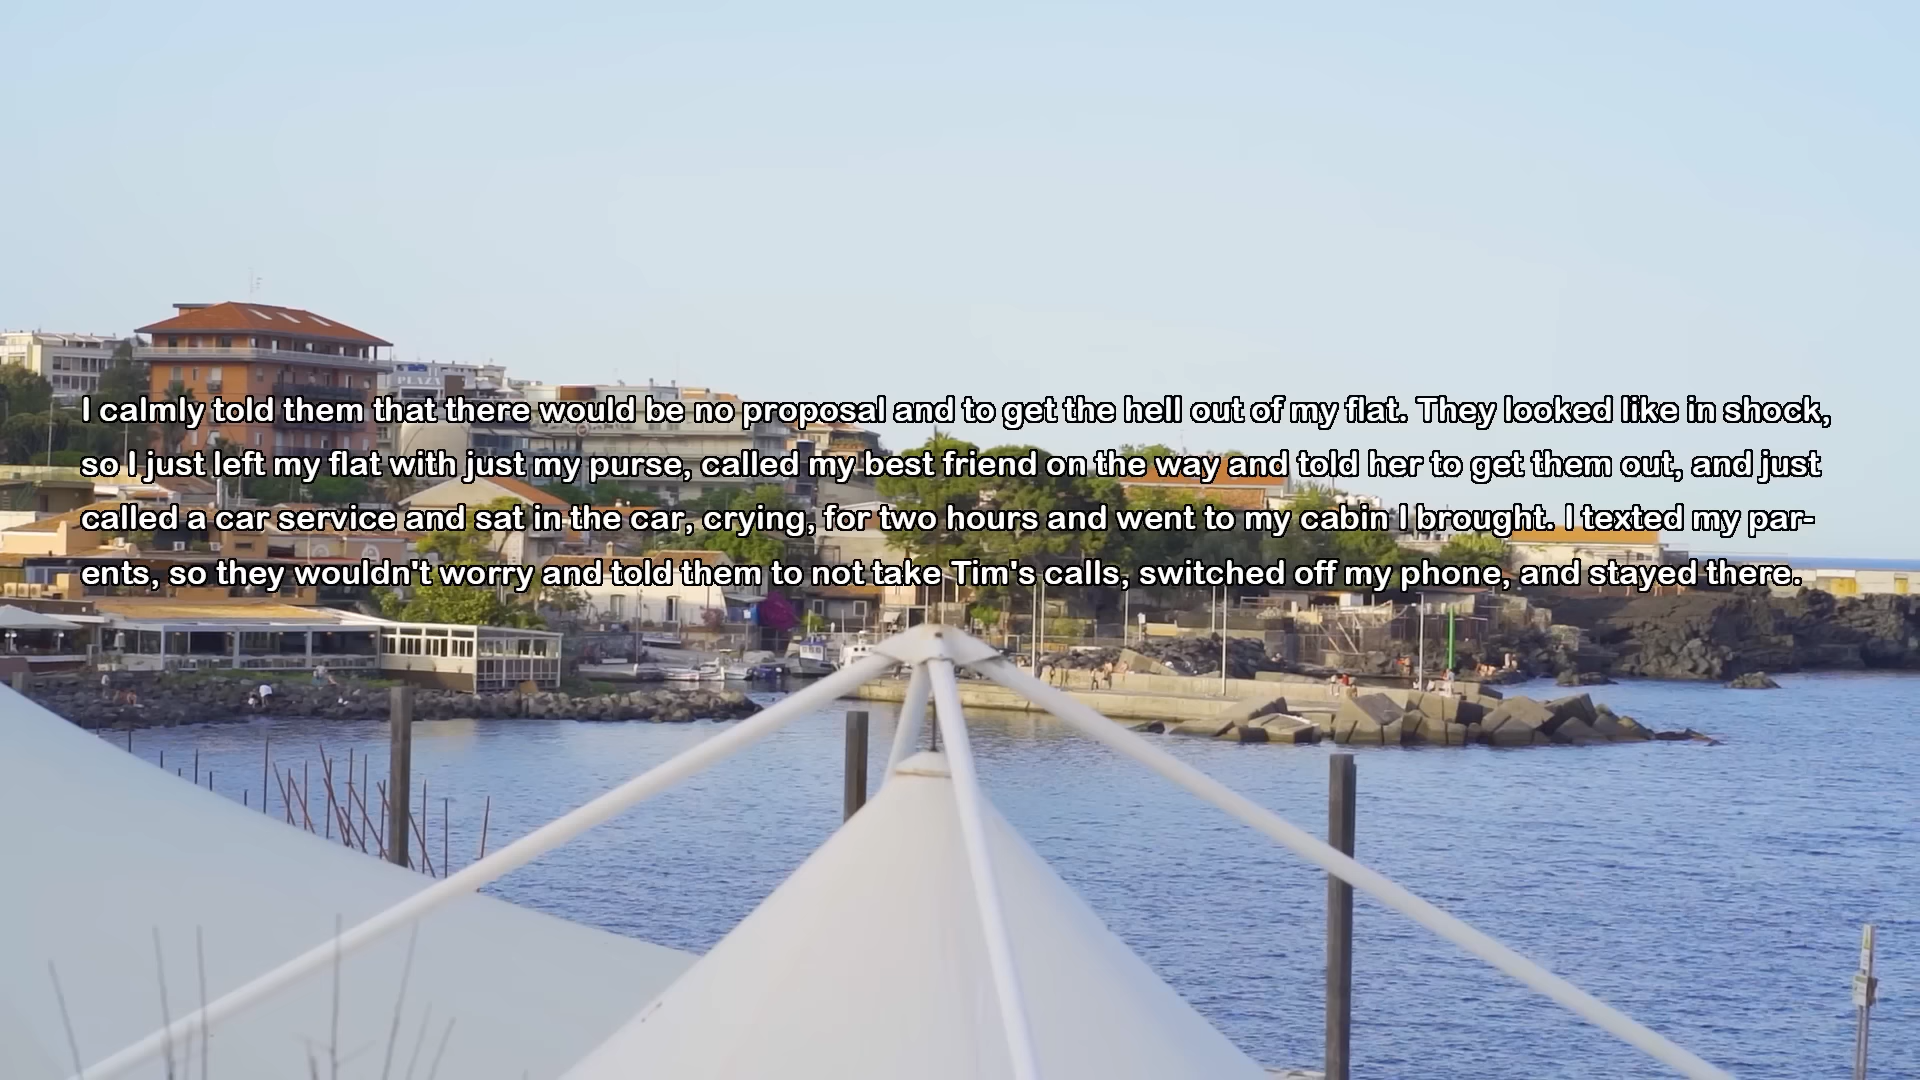 PLAZA
I calmly told them that there would be no proposal and to get the hell out of my flat. They looked like in shock,
so I just left my flat with just my purse, called my best friend on the way and told her to get them out, and just
called a car service and sat in the car, crying, for two hours and went to my cabin I brought. I texted my par-
ents, so they wouldn't worry and told them to not take Tim's calls, switched off my phone, and stayed there.